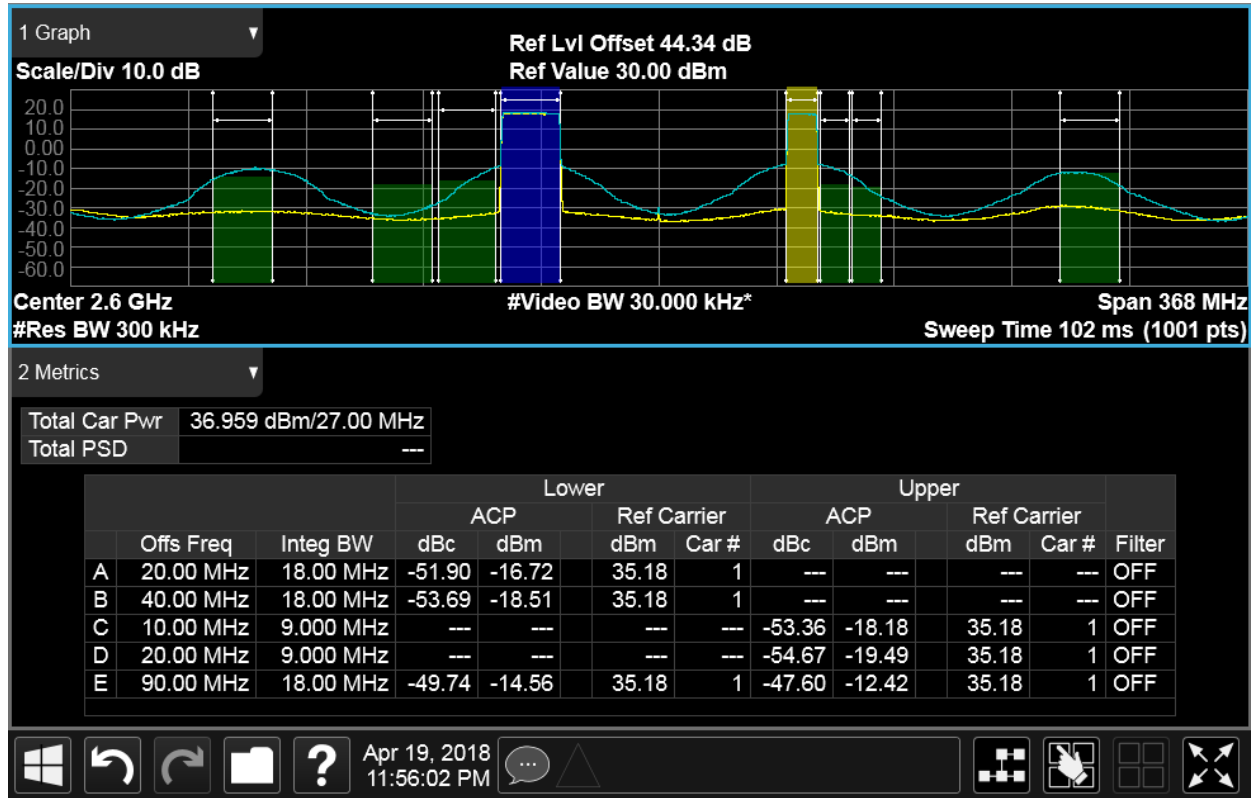 1 Graph
Ref Lvl Offset 44.34 dB
Scale/Div 10.0 dB
Ref Value 30.00 dBm
20.0
10.0
0.00
-10.0
-20.0
-30.0
-40.0
-50.0
-60.0
Center 2.6 GHz
#Video BW 30.000 kHz*
Span 368 MHz
#Res BW 300 kHz
Sweep Time 102 ms (1001 pts)
2 Metrics
Total Car Pwr 36.959 dBm/27.00 MHz
Total PSD ---
Lower Upper
ACP Ref Carrier ACP Ref Carrier
Offs Freq Integ BW dBc dBm dBm Car # dBc dBm dBm Car # Filter
A 20.00 MHz 18.00 MHz -51.90 -16.72 35.18 1 --- --- --- --- OFF
B 40.00 MHz 18.00 MHz -53.69 -18.51 35.18 1 --- --- --- --- OFF
C 10.00 MHz 9.000 MHz --- --- --- --- -53.36 -18.18 35.18 1 OFF
D 20.00 MHz 9.000 MHz --- --- --- --- -54.67 -19.49 35.18 1 OFF
E 90.00 MHz 18.00 MHz -49.74 -14.56 35.18 1 -47.60 -12.42 35.18 1 OFF
?
Apr 19, 2018
11:56:02 PM